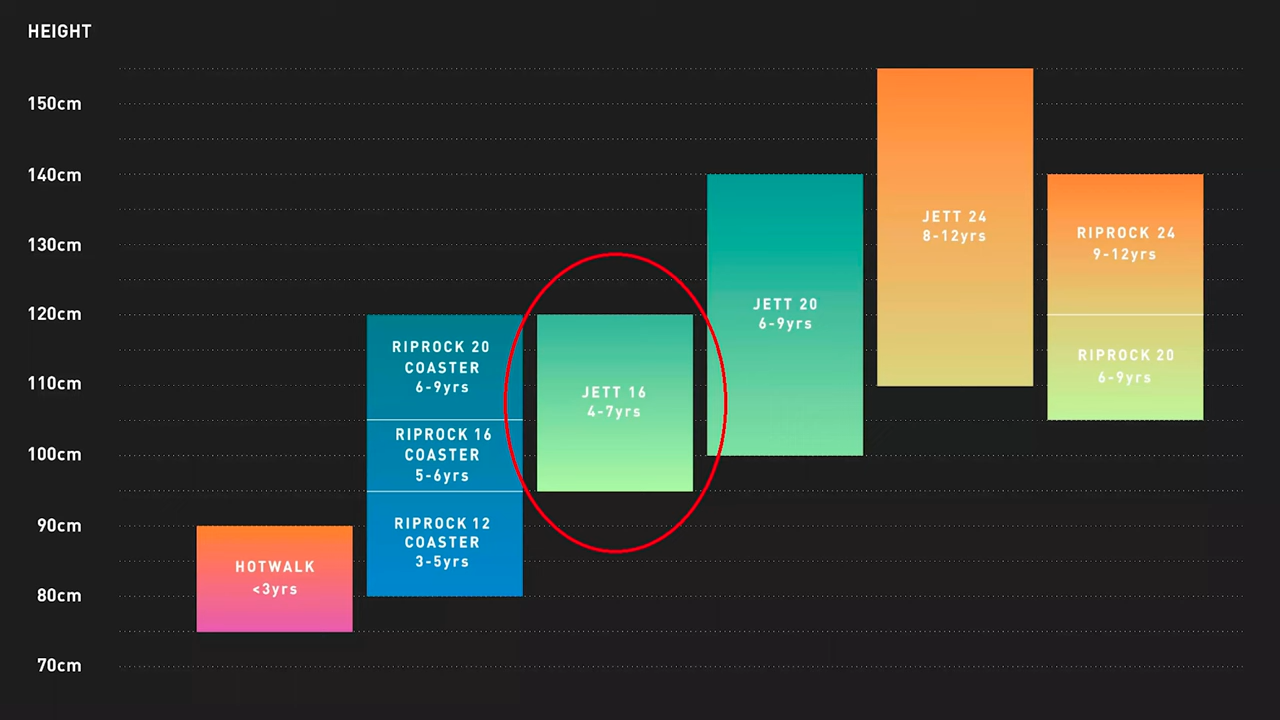 HEIGHT
150cm
140cm
130cm
120cm
110cm
100cm
90cm
80cm
70cm
HOTWALK
<3yrs
RIPROCK 20
COASTER
6-9yrs
RIPROCK 16
COASTER
5-6yrs
RIPROCK 12
COASTER
3-5yrs
JETT 16
4-7yrs
JETT 20
6-9yrs
JETT 24
8-12yrs
RIPROCK 24
9-12yrs
RIPROCK 20
6-9yrs